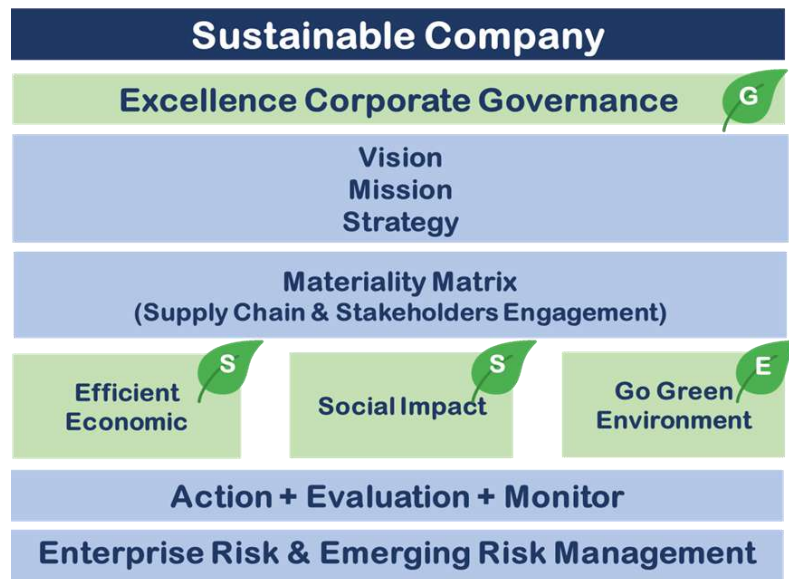 Sustainable Company
Excellence Corporate Governance
G
Vision
Mission
Strategy
Materiality Matrix
(Supply Chain & Stakeholders Engagement)
S
Efficient
Economic
S
Social Impact
E
Go Green
Environment
Action + Evaluation + Monitor
Enterprise Risk & Emerging Risk Management